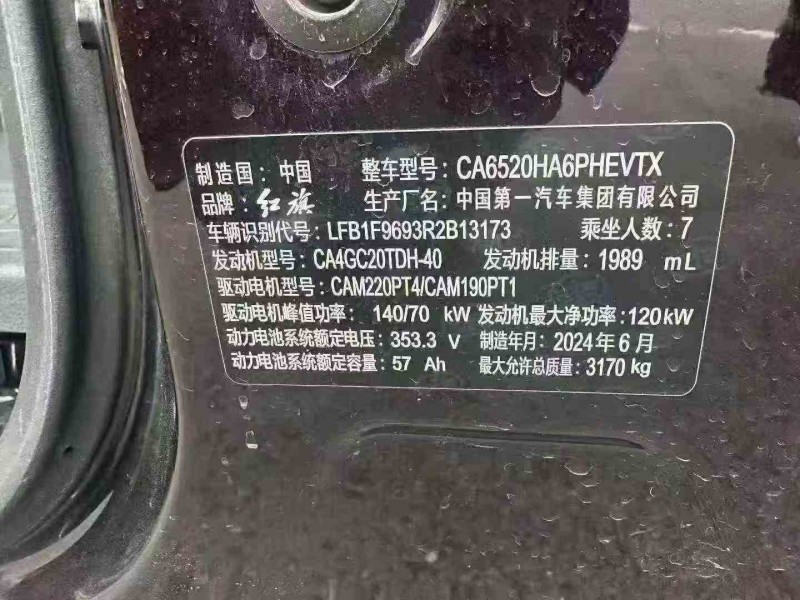 制造国：中国 整车型号：CA6520HA6PHEVTX
品牌：红旗 生产厂名：中国第一汽车集团有限公司
车辆识别代号：LFB1F9693R2B13173 乘坐人数：7
发动机型号：CA4GC20TDH-40 发动机排量：1989 mL
驱动电机型号：CAM220PT4/CAM190PT1
驱动电机峰值功率：140/70 kW 发动机最大净功率：120kW
动力电池系统额定电压：353.3 V 制造年月：2024年6月
动力电池系统额定容量：57 Ah 最大允许总质量：3170 kg